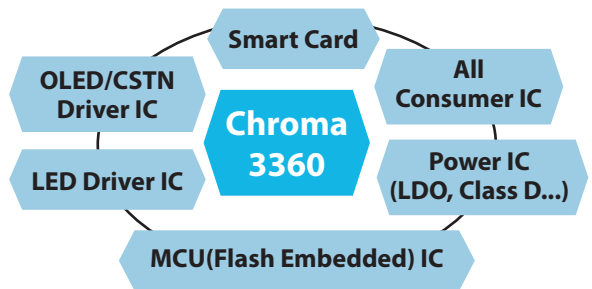 Smart Card
OLED/CSTN
Driver IC
All
Consumer IC
Chroma
3360
LED Driver IC
Power IC
(LDO, Class D...)
MCU(Flash Embedded) IC